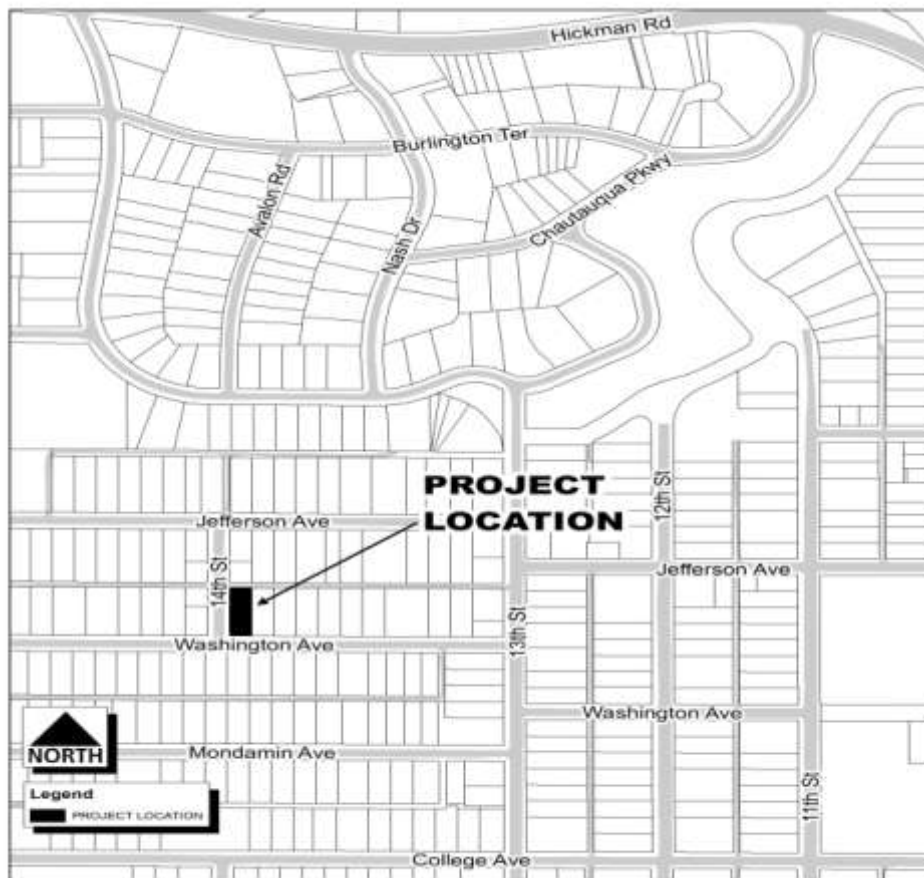 Hickman Rd
Burlington Ter
Avalon Rd
Nash Dr
Chautauqua Pkwy
PROJECT
LOCATION
12th St
Jefferson Ave
Jefferson Ave
14th St
13th St
Washington Ave
Washington Ave
NORTH
Mondamin Ave
11th St
Legend
PROJECT LOCATION
College Ave